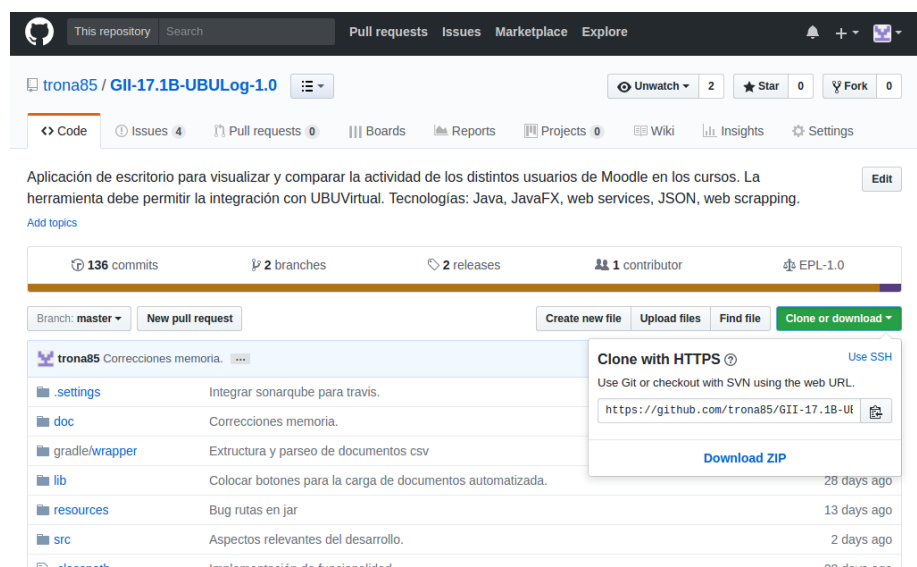 This repository Search Pull requests Issues Marketplace Explore
trona85 / GII-17.1B-UBULog-1.0 Unwatch 2 Star 0 Fork 0
Code Issues 4 Pull requests 0 Boards Reports Projects 0 Wiki Insights Settings
Aplicación de escritorio para visualizar y comparar la actividad de los distintos usuarios de Moodle en los cursos. La Edit
herramienta debe permitir la integración con UBUVirtual. Tecnologías: Java, JavaFX, web services, JSON, web scrapping.
Add topics
136 commits 2 branches 2 releases 1 contributor EPL-1.0
Branch: master New pull request Create new file Upload files Find file Clone or download
trona85 Correcciones memoria. ...
Clone with HTTPS Use SSH
Use Git or checkout with SVN using the web URL.
https://github.com/trona85/GII-17.1B-UB
Download ZIP
.settings Integrar sonarqube para travis.
doc Correcciones memoria.
gradle/wrapper Extructura y parseo de documentos csv
lib Colocar botones para la carga de documentos automatizada. 28 days ago
resources Bug rutas en jar 13 days ago
src Aspectos relevantes del desarrollo. 2 days ago